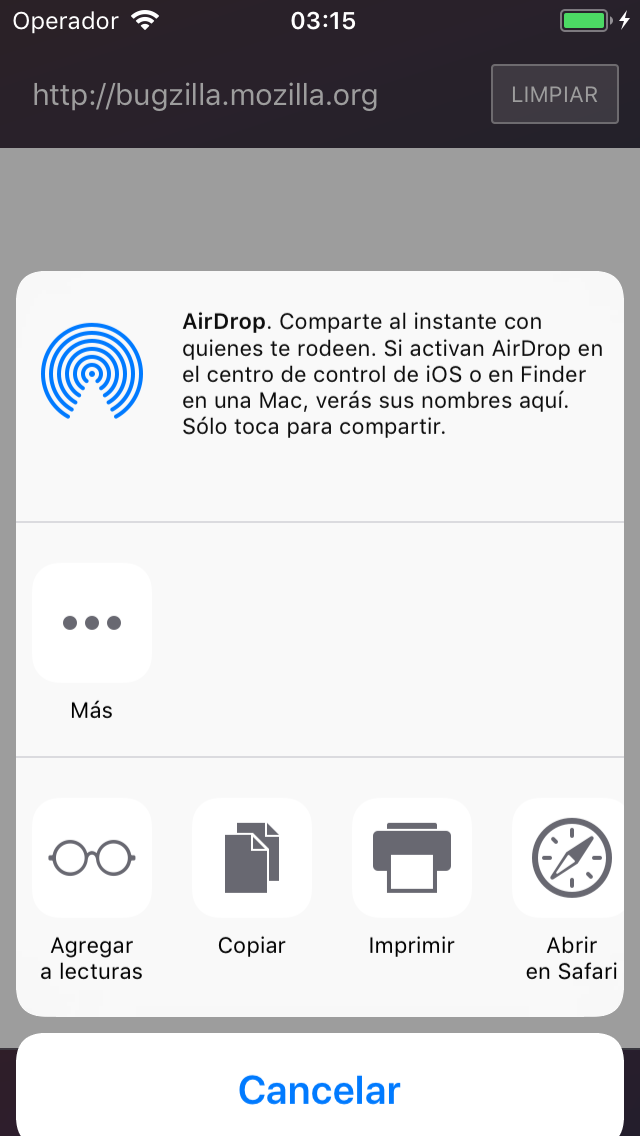 Operador
03:15
http://bugzilla.mozilla.org
LIMPIAR
AirDrop. Comparte al instante con
quienes te rodeen. Si activan AirDrop en
el centro de control de iOS o en Finder
en una Mac, verás sus nombres aquí.
Sólo toca para compartir.
Más
Agregar
a lecturas
Copiar
Imprimir
Abrir
en Safari
Cancelar